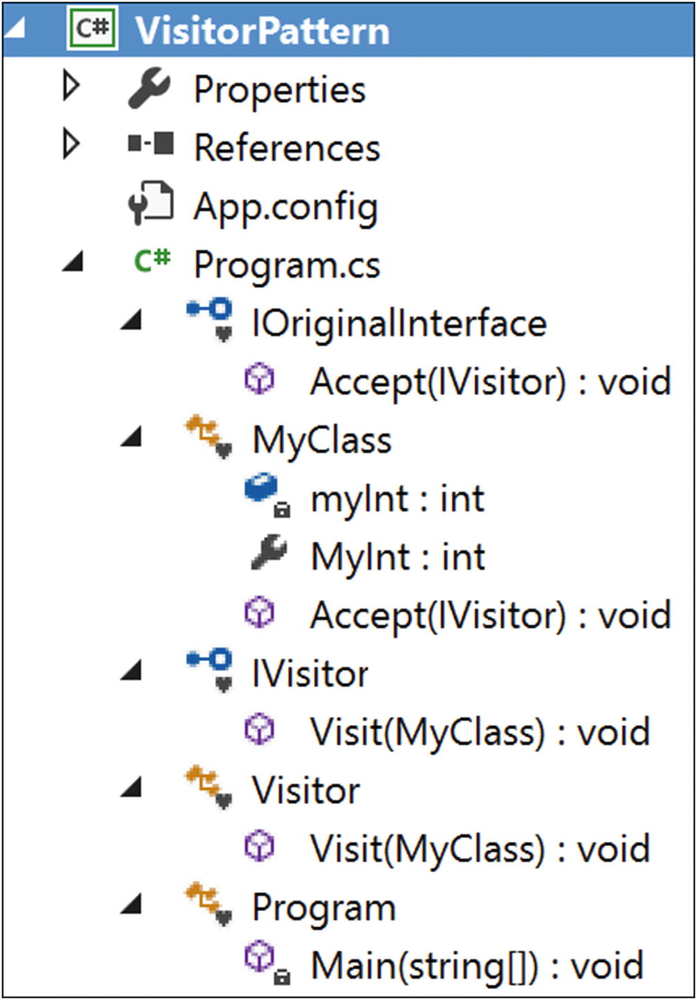 C# VisitorPattern
Properties
References
App.config
C# Program.cs
IOriginalInterface
Accept(IVisitor) : void
MyClass
myInt : int
MyInt : int
Accept(IVisitor) : void
IVisitor
Visit(MyClass) : void
Visitor
Visit(MyClass) : void
Program
Main(string[]) : void